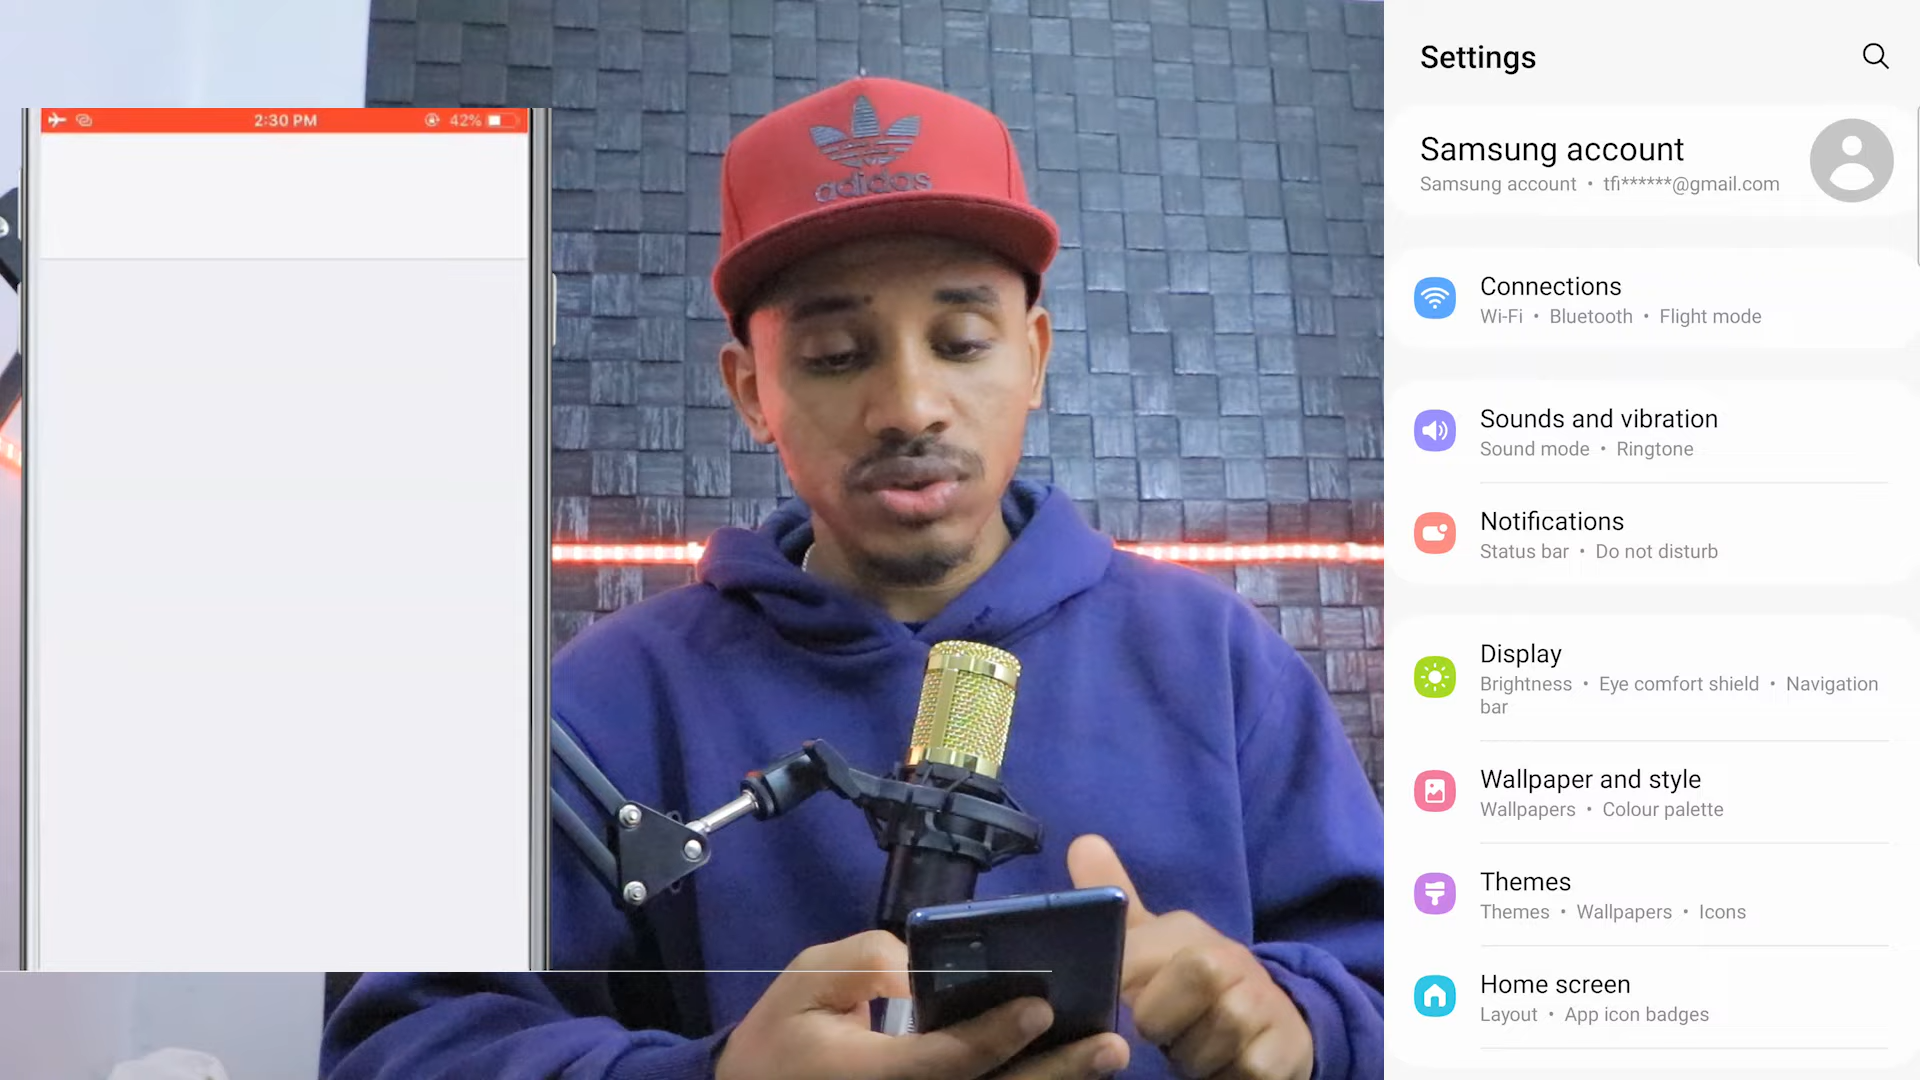 2:30 PM
42%
adidas
Settings
Samsung account
Samsung account • tfi******@gmail.com
Connections
Wi-Fi • Bluetooth • Flight mode
Sounds and vibration
Sound mode • Ringtone
Notifications
Status bar • Do not disturb
Display
Brightness • Eye comfort shield • Navigation
bar
Wallpaper and style
Wallpapers • Colour palette
Themes
Themes • Wallpapers • Icons
Home screen
Layout • App icon badges